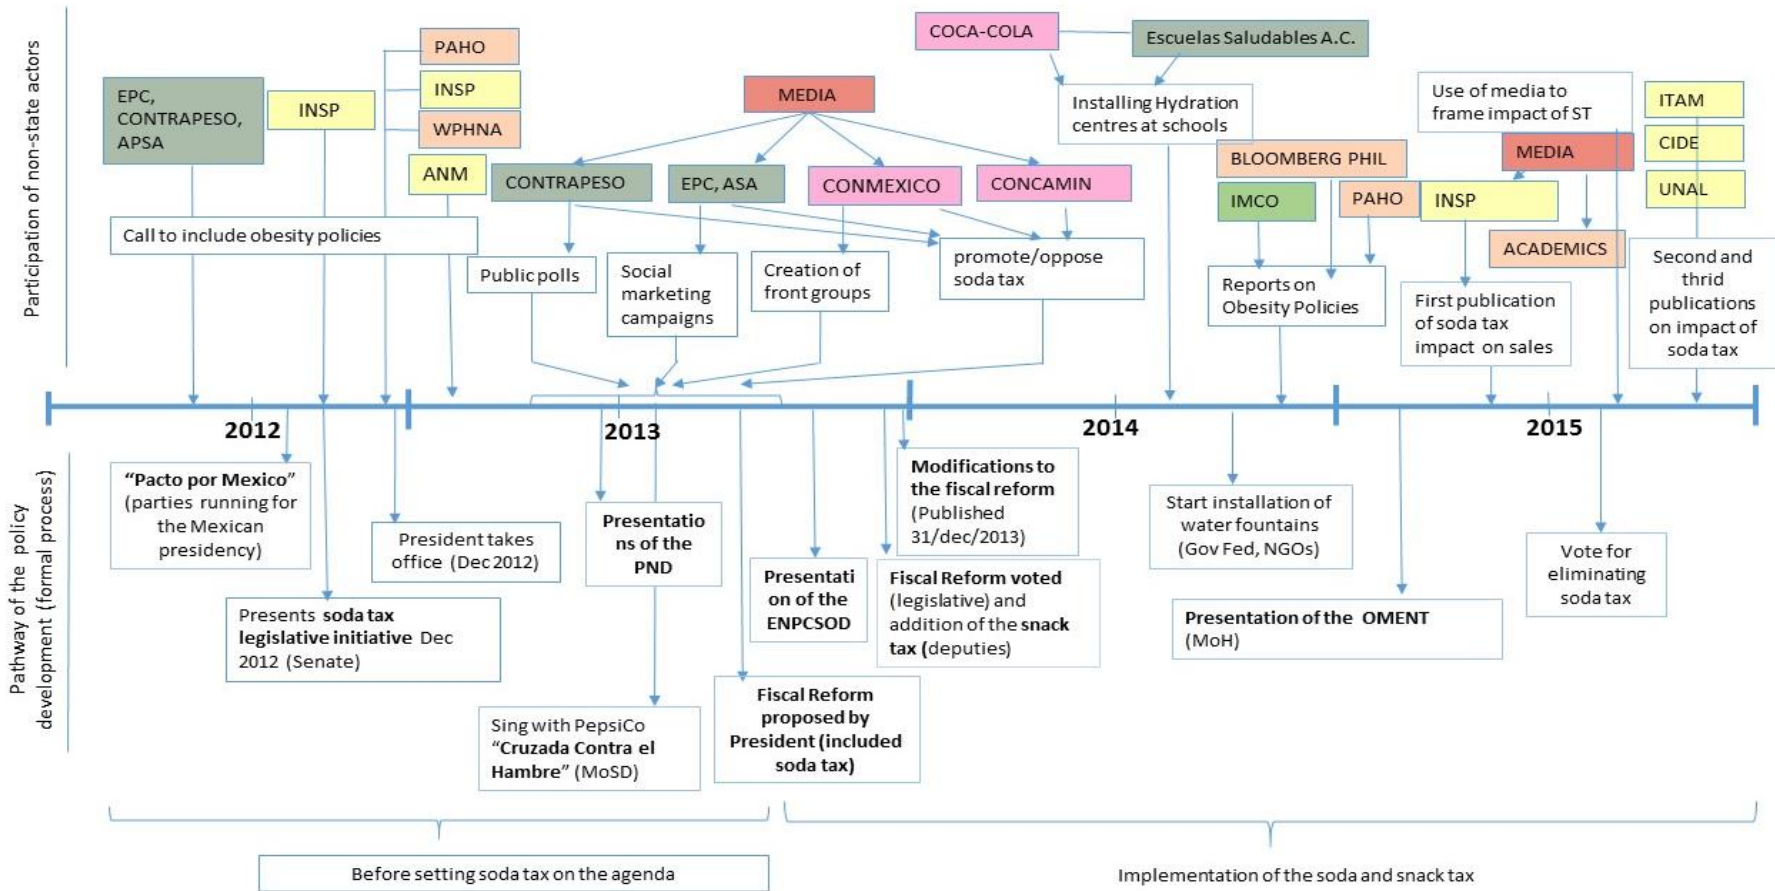 Participation of non-state actors
EPC,
CONTRAPESO,
APSA
INSP
PAHO
INSP
WPHNA
ANM
Call to include obesity policies
MEDIA
CONTRAPESO
EPC, ASA
CONMEXICO
CONCAMIN
Public polls
Social
marketing
campaigns
Creation of
front groups
promote/oppose
soda tax
COCA-COLA
Escuelas Saludables A.C.
Installing Hydration
centres at schools
BLOOMBERG PHIL
IMCO
PAHO
Reports on
Obesity Policies
Use of media to
frame impact of ST
MEDIA
INSP
ACADEMICS
First publication
of soda tax
impact on sales
ITAM
CIDE
UNAL
Second and
thrid
publications
on impact of
soda tax
2012
2013
2014
2015
Pathway of the policy
development (formal process)
“Pacto por Mexico”
(parties running for
the Mexican
presidency)
President takes
office (Dec 2012)
Presents soda tax
legislative initiative Dec
2012 (Senate)
Presentatio
ns of the
PND
Sing with PepsiCo
“Cruzada Contra el
Hambre” (MoSD)
Fiscal Reform
proposed by
President (included
soda tax)
Presentati
on of the
ENPCSOD
Modifications to
the fiscal reform
(Published
31/dec/2013)
Fiscal Reform voted
(legislative) and
addition of the snack
tax (deputies)
Start installation of
water fountains
(Gov Fed, NGOs)
Presentation of the OMENT
(MoH)
Vote for
eliminating
soda tax
Before setting soda tax on the agenda
Implementation of the soda and snack tax